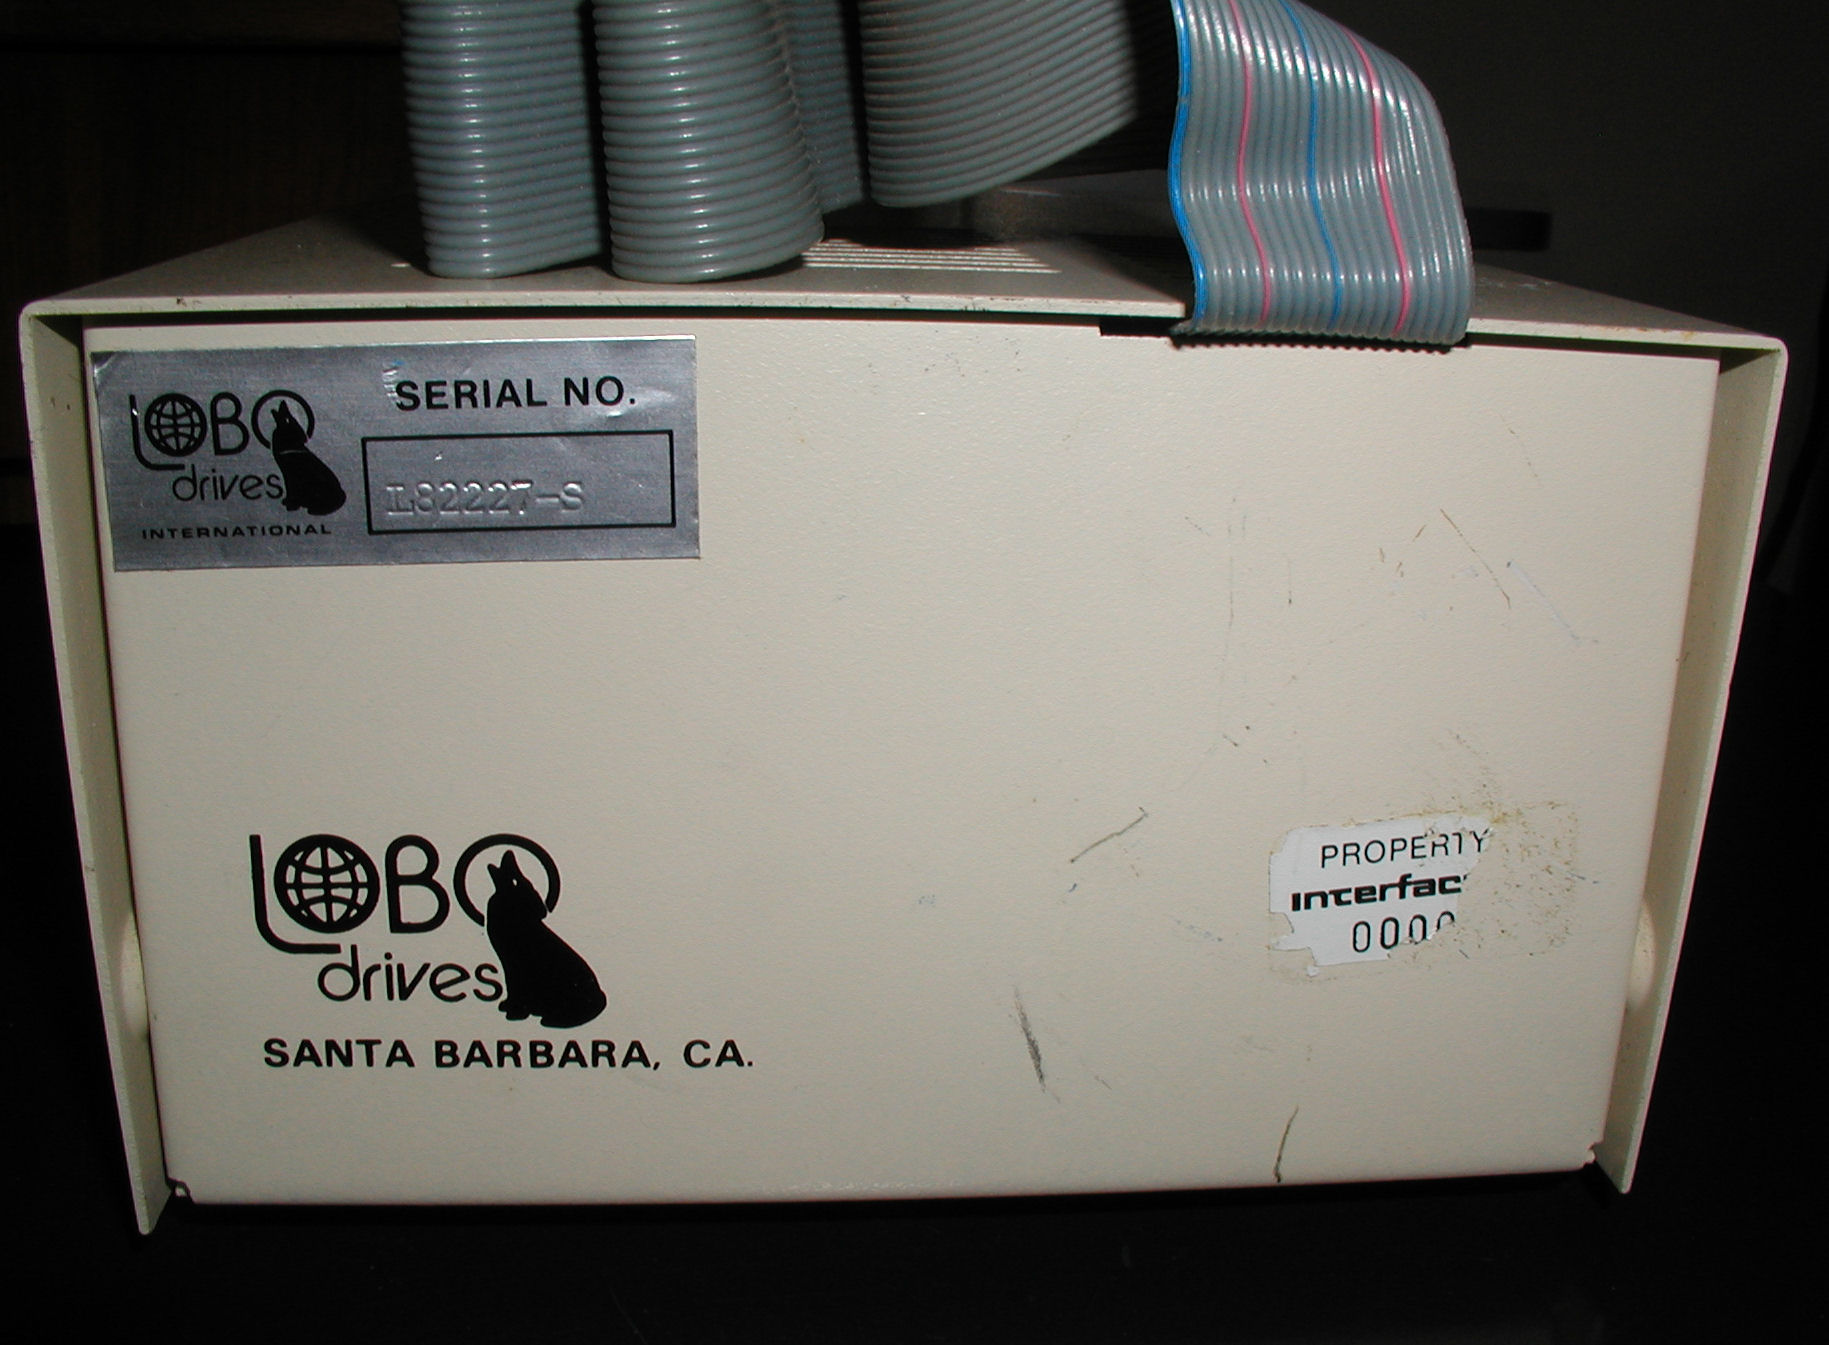 LOBO
drives
INTERNATIONAL
SERIAL NO.
L82227-S
LOBO
drives
SANTA BARBARA, CA.
PROPERTY
Interfac
000